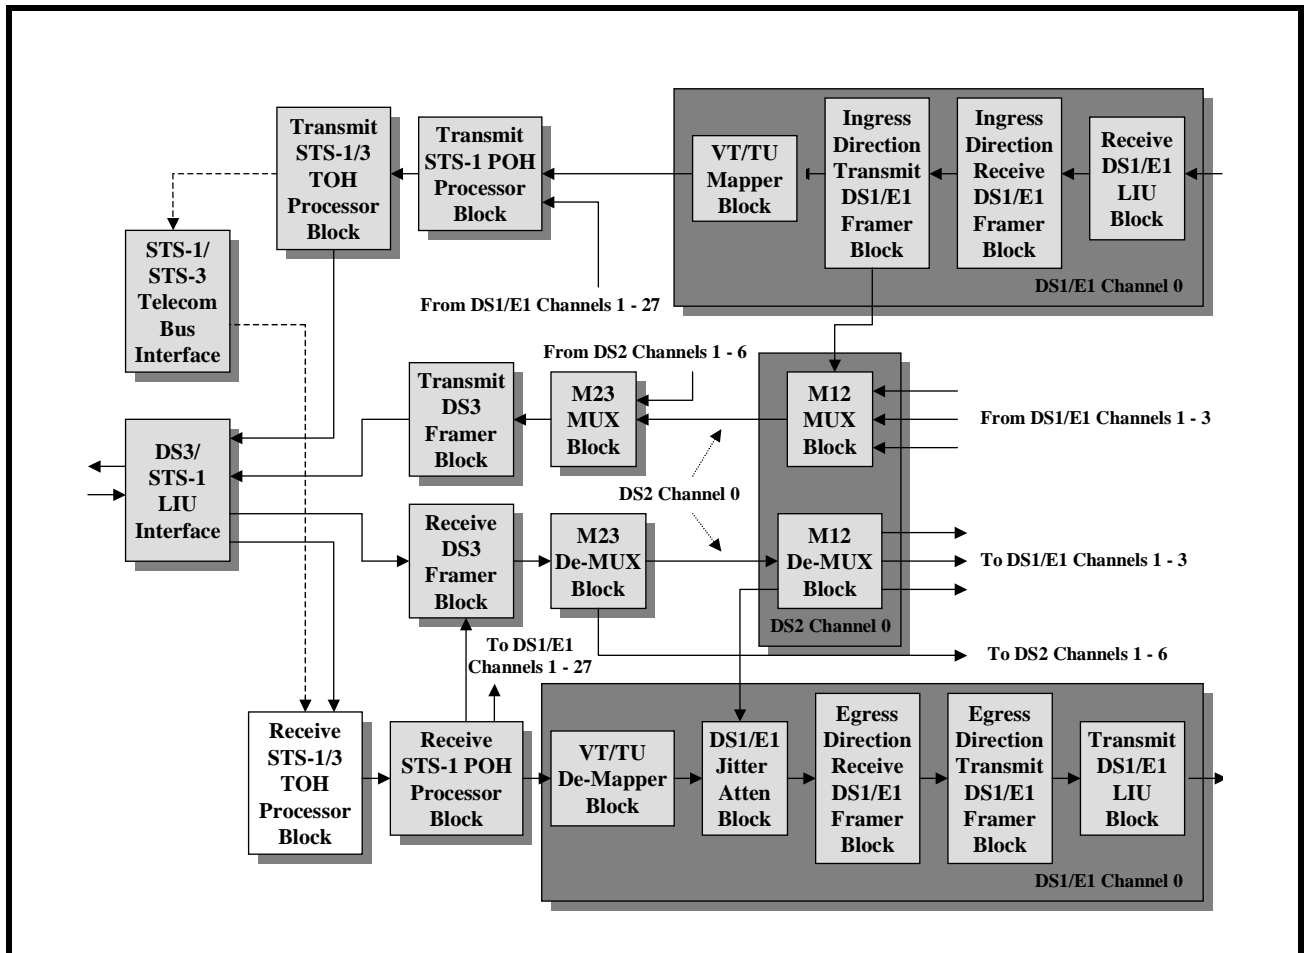 Transmit
STS-1/3
TOH
Processor
Block
Transmit
STS-1 POH
Processor
Block
VT/TU
Mapper
Block
Ingress
Direction
Transmit
DS1/E1
Framer
Block
Ingress
Direction
Receive
DS1/E1
Framer
Block
Receive
DS1/E1
LIU
Block
DS1/E1 Channel 0
STS-1/
STS-3
Telecom
Bus
Interface
From DS1/E1 Channels 1 - 27
From DS2 Channels 1 - 6
Transmit
DS3
Framer
Block
M23
MUX
Block
M12
MUX
Block
From DS1/E1 Channels 1 - 3
DS3/
STS-1
LIU
Interface
DS2 Channel 0
Receive
DS3
Framer
Block
M23
De-MUX
Block
M12
De-MUX
Block
To DS1/E1 Channels 1 - 3
DS2 Channel 0
To DS1/E1
Channels 1 - 27
To DS2 Channels 1 - 6
Receive
STS-1/3
TOH
Processor
Block
Receive
STS-1 POH
Processor
Block
VT/TU
De-Mapper
Block
DS1/E1
Jitter
Atten
Block
Egress
Direction
Receive
DS1/E1
Framer
Block
Egress
Direction
Transmit
DS1/E1
Framer
Block
Transmit
DS1/E1
LIU
Block
DS1/E1 Channel 0